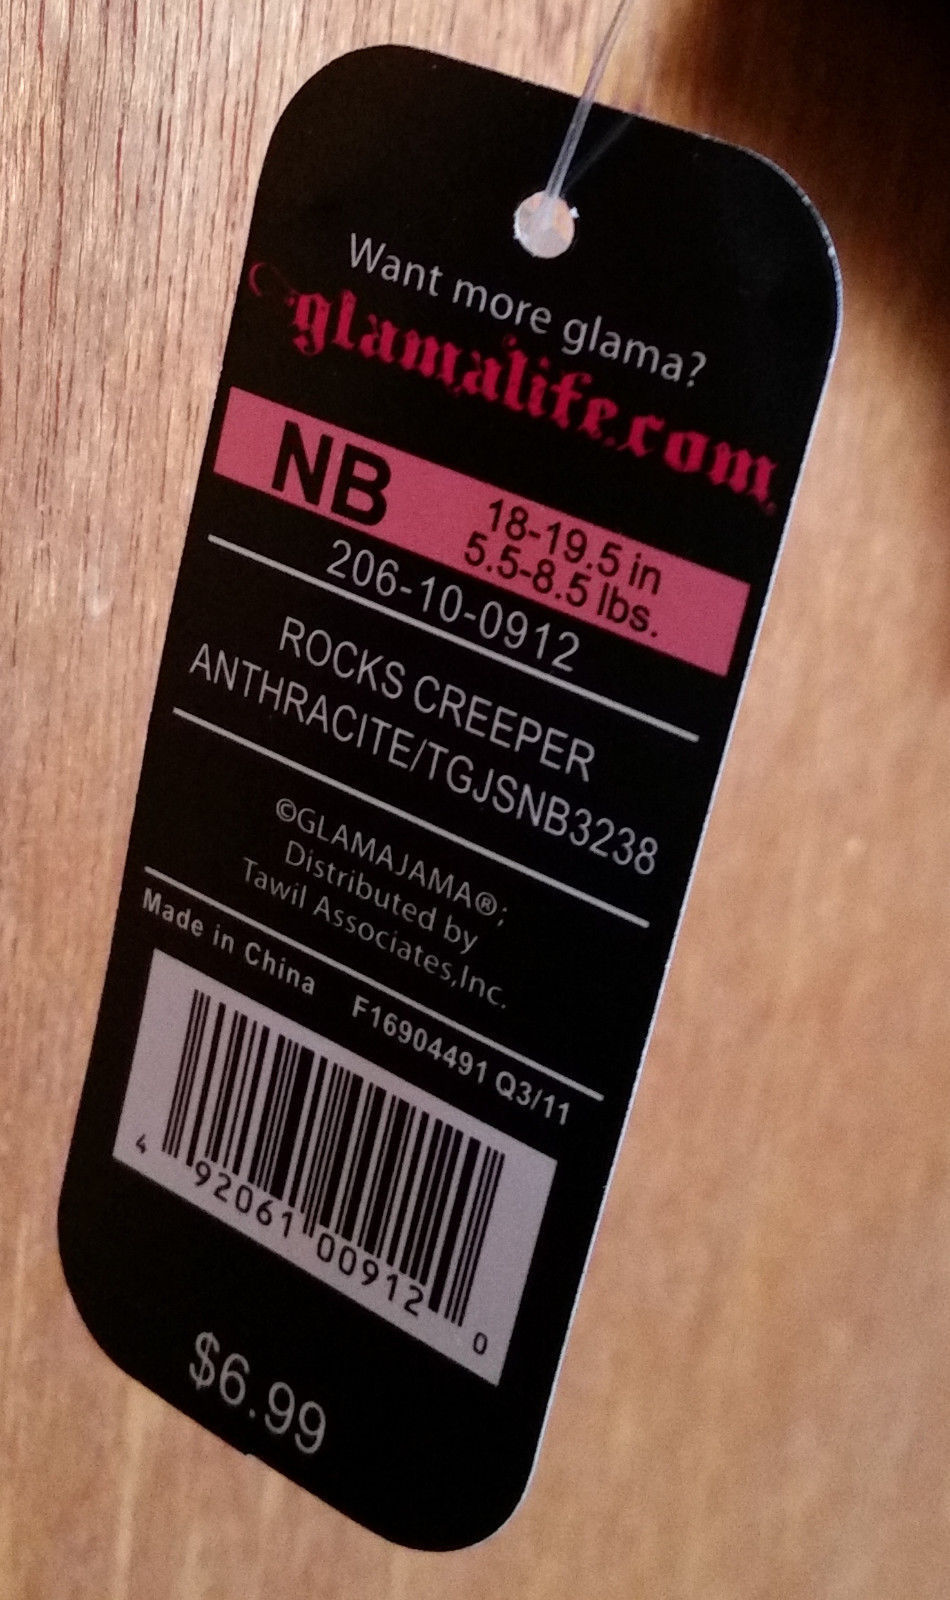 Want more glama?
glamalife.com
NB
18-19.5 in
5.5-8.5 lbs.
206-10-0912
ROCKS CREEPER
ANTHRACITE/TGJSNB3238
©GLAMAJAMA®;
Distributed by
Tawil Associates,Inc.
Made in China F16904491 Q3/11
4 92061 00912 0
$6.99